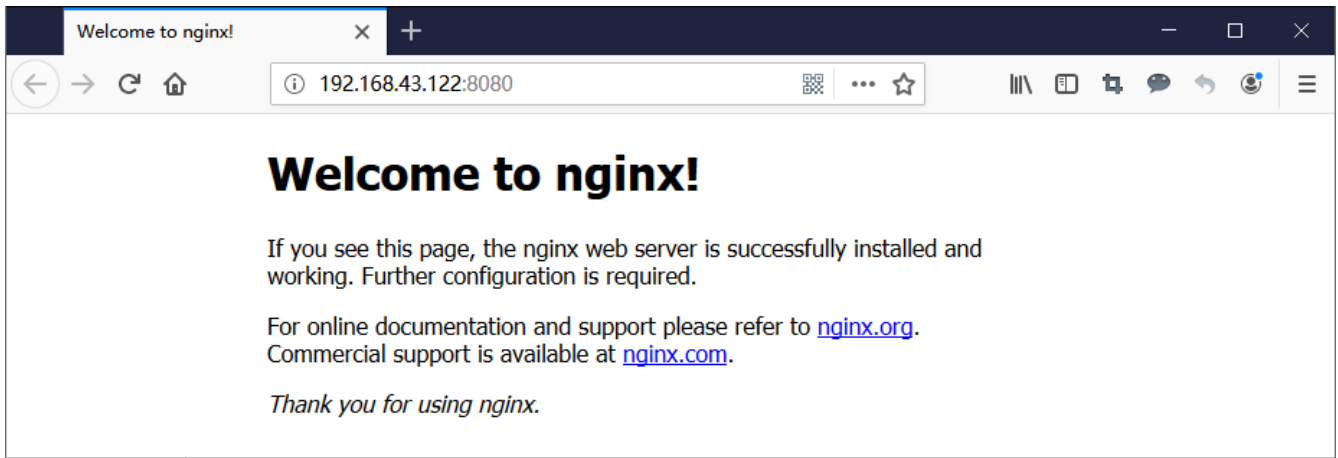 Welcome to nginx!
192.168.43.122:8080
Welcome to nginx!
If you see this page, the nginx web server is successfully installed and
working. Further configuration is required.
For online documentation and support please refer to nginx.org.
Commercial support is available at nginx.com.
Thank you for using nginx.